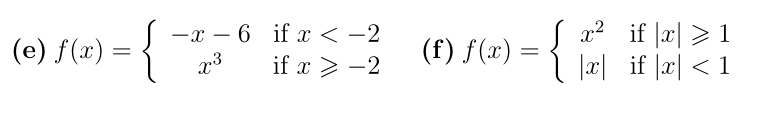 (e) f(x) = { −x − 6 if x < −2
x³ if x ⩾ −2
(f) f(x) = { x² if |x| ⩾ 1
|x| if |x| < 1